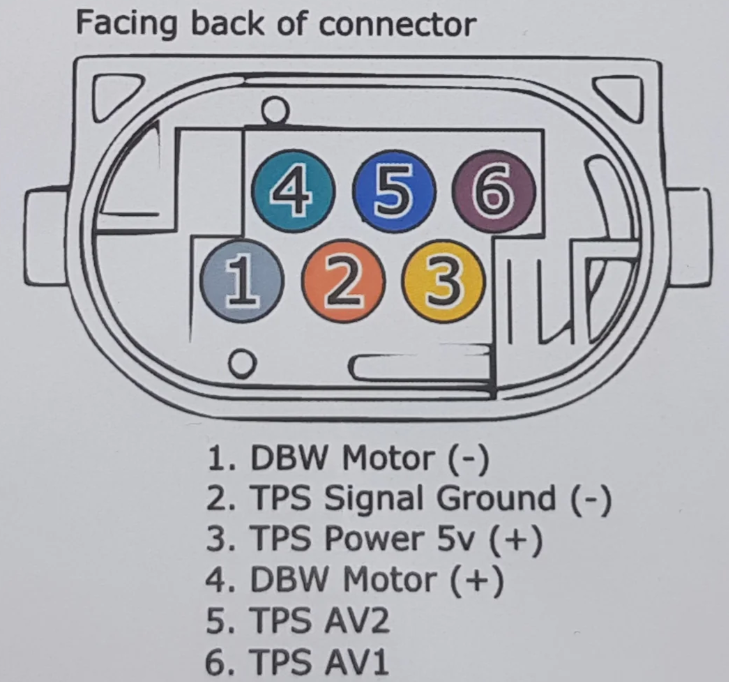 Facing back of connector
4 5 6
1 2 3
1. DBW Motor (-)
2. TPS Signal Ground (-)
3. TPS Power 5v (+)
4. DBW Motor (+)
5. TPS AV2
6. TPS AV1